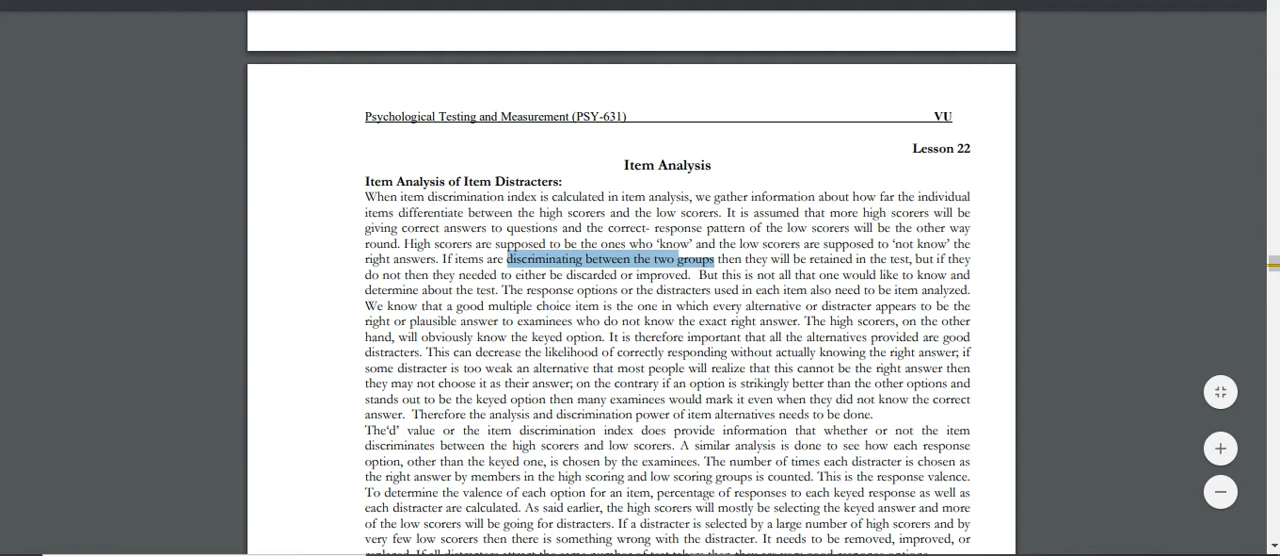 Psychological Testing and Measurement (PSY-631) VU
Lesson 22
Item Analysis
Item Analysis of Item Distracters:
When item discrimination index is calculated in item analysis, we gather information about how far the individual
items differentiate between the high scorers and the low scorers. It is assumed that more high scorers will be
giving correct answers to questions and the correct- response pattern of the low scorers will be the other way
round. High scorers are supposed to be the ones who ‘know’ and the low scorers are supposed to ‘not know’ the
right answers. If items are discriminating between the two groups then they will be retained in the test, but if they
do not then they needed to either be discarded or improved. But this is not all that one would like to know and
determine about the test. The response options or the distracters used in each item also need to be item analyzed.
We know that a good multiple choice item is the one in which every alternative or distracter appears to be the
right or plausible answer to examinees who do not know the exact right answer. The high scorers, on the other
hand, will obviously know the keyed option. It is therefore important that all the alternatives provided are good
distracters. This can decrease the likelihood of correctly responding without actually knowing the right answer; if
some distracter is too weak an alternative that most people will realize that this cannot be the right answer then
they may not choose it as their answer; on the contrary if an option is strikingly better than the other options and
stands out to be the keyed option then many examinees would mark it even when they did not know the correct
answer. Therefore the analysis and discrimination power of item alternatives needs to be done.
The‘d’ value or the item discrimination index does provide information that whether or not the item
discriminates between the high scorers and low scorers. A similar analysis is done to see how each response
option, other than the keyed one, is chosen by the examinees. The number of times each distracter is chosen as
the right answer by members in the high scoring and low scoring groups is counted. This is the response valence.
To determine the valence of each option for an item, percentage of responses to each keyed response as well as
each distracter are calculated. As said earlier, the high scorers will mostly be selecting the keyed answer and more
of the low scorers will be going for distracters. If a distracter is selected by a large number of high scorers and by
very few low scorers then there is something wrong with the distracter. It needs to be removed, improved, or